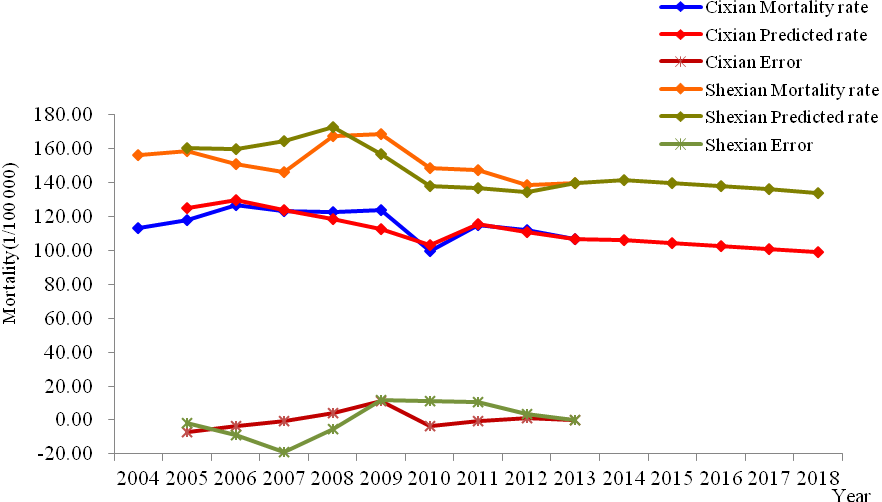 Cixian Mortality rate
Cixian Predicted rate
Cixian Error
Shexian Mortality rate
Shexian Predicted rate
Shexian Error
Mortality(1/100 000)
180.00
160.00
140.00
120.00
100.00
80.00
60.00
40.00
20.00
0.00
-20.00
2004 2005 2006 2007 2008 2009 2010 2011 2012 2013 2014 2015 2016 2017 2018
Year